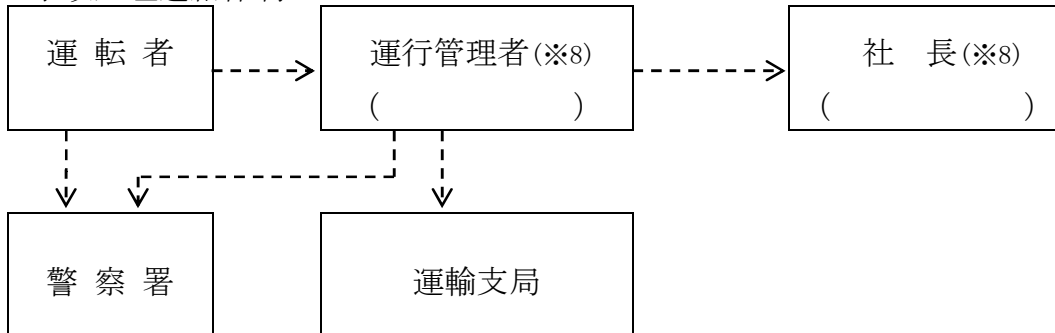 運 転 者
運行管理者(※8)
(　　　　　)
社　長(※8)
(　　　　　)
警 察 署
運輸支局